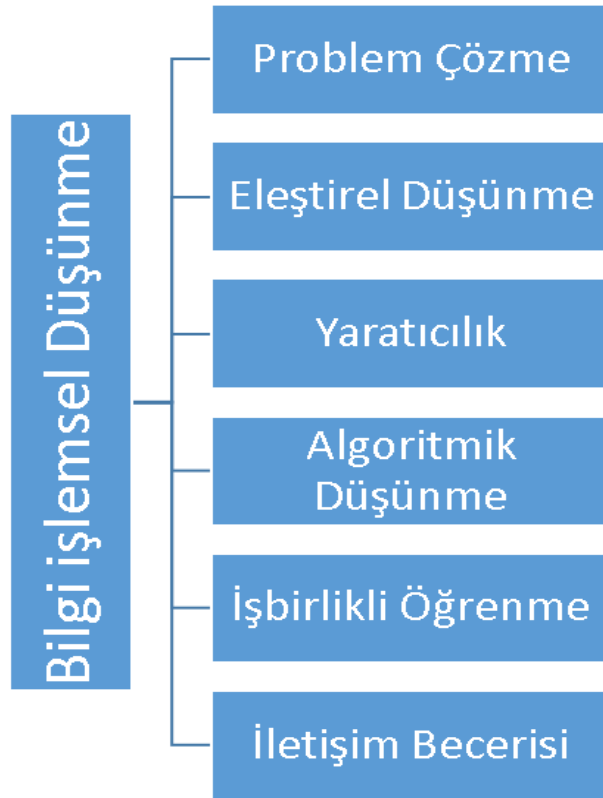 Bilgi işlemsel Düşünme
Problem Çözme
Eleştirel Düşünme
Yaratıcılık
Algoritmik
Düşünme
İşbirlikli Öğrenme
İletişim Becerisi